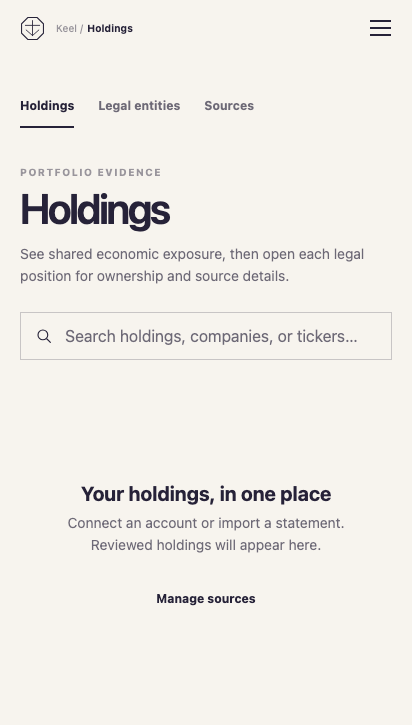 Keel / Holdings
Holdings Legal entities Sources
PORTFOLIO EVIDENCE
Holdings
See shared economic exposure, then open each legal
position for ownership and source details.
Search holdings, companies, or tickers...
Your holdings, in one place
Connect an account or import a statement.
Reviewed holdings will appear here.
Manage sources